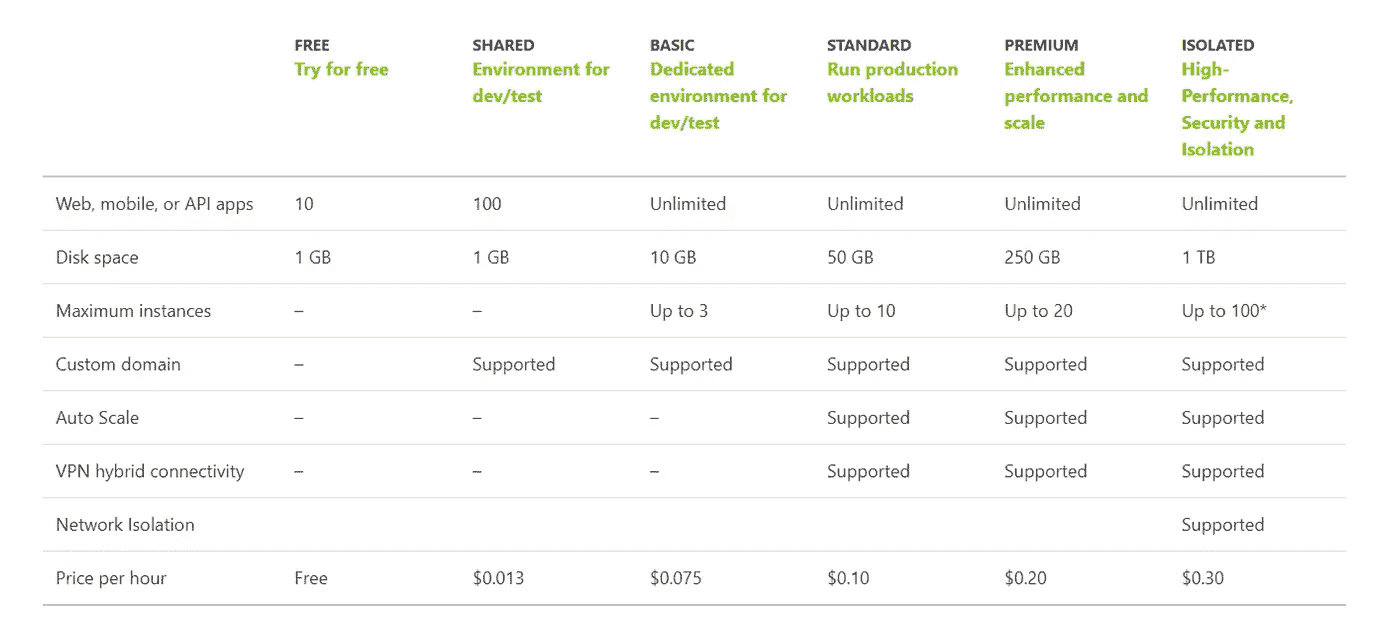 FREE SHARED BASIC STANDARD PREMIUM ISOLATED
Try for free Environment for Dedicated Run production Enhanced High-
dev/test environment for workloads performance and Performance,
dev/test scale Security and
Isolation
Web, mobile, or API apps 10 100 Unlimited Unlimited Unlimited Unlimited
Disk space 1 GB 1 GB 10 GB 50 GB 250 GB 1 TB
Maximum instances – – Up to 3 Up to 10 Up to 20 Up to 100*
Custom domain – Supported Supported Supported Supported Supported
Auto Scale – – – Supported Supported Supported
VPN hybrid connectivity – – – Supported Supported Supported
Network Isolation Supported
Price per hour Free $0.013 $0.075 $0.10 $0.20 $0.30